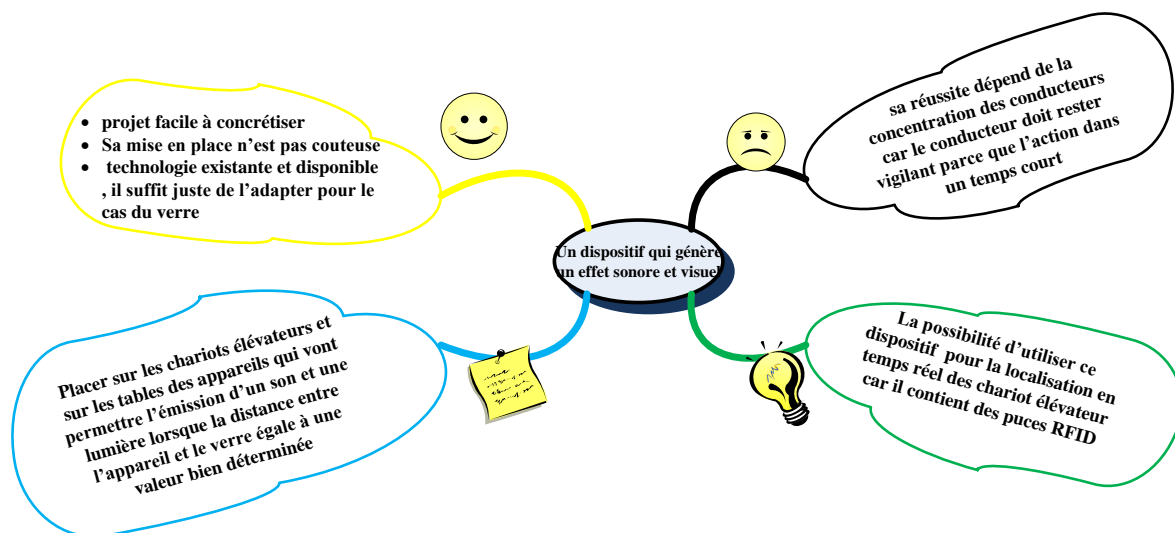 • projet facile à concrétiser
• Sa mise en place n’est pas couteuse
• technologie existante et disponible
, il suffit juste de l’adapter pour le
cas du verre
sa réussite dépend de la
concentration des conducteurs
car le conducteur doit rester
vigilant parce que l’action dans
un temps court
Un dispositif qui génère
un effet sonore et visuel
Placer sur les chariots élévateurs et
sur les tables des appareils qui vont
permettre l’émission d’un son et une
lumière lorsque la distance entre
l’appareil et le verre égale à une
valeur bien déterminée
La possibilité d’utiliser ce
dispositif pour la localisation en
temps réel des chariot élévateur
car il contient des puces RFID